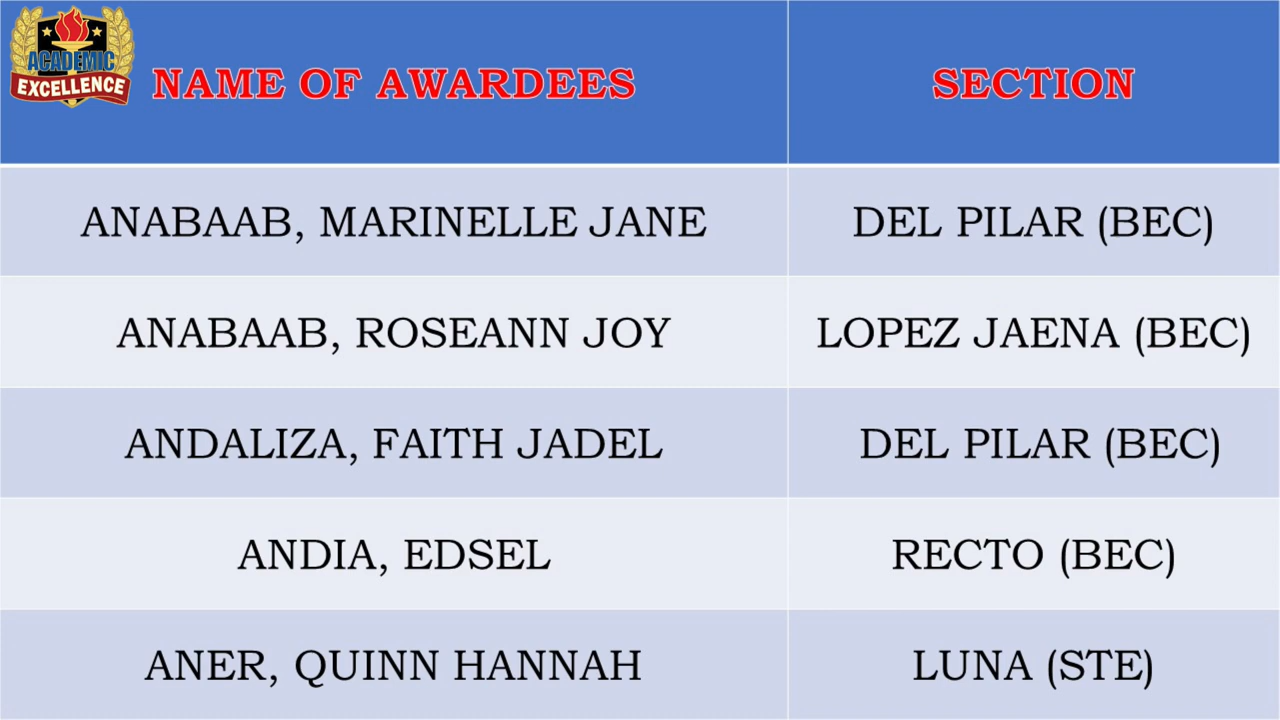 ACADEMIC
EXCELLENCE
NAME OF AWARDEES SECTION
ANABAAB, MARINELLE JANE DEL PILAR (BEC)
ANABAAB, ROSEANN JOY LOPEZ JAENA (BEC)
ANDALIZA, FAITH JADEL DEL PILAR (BEC)
ANDIA, EDSEL RECTO (BEC)
ANER, QUINN HANNAH LUNA (STE)